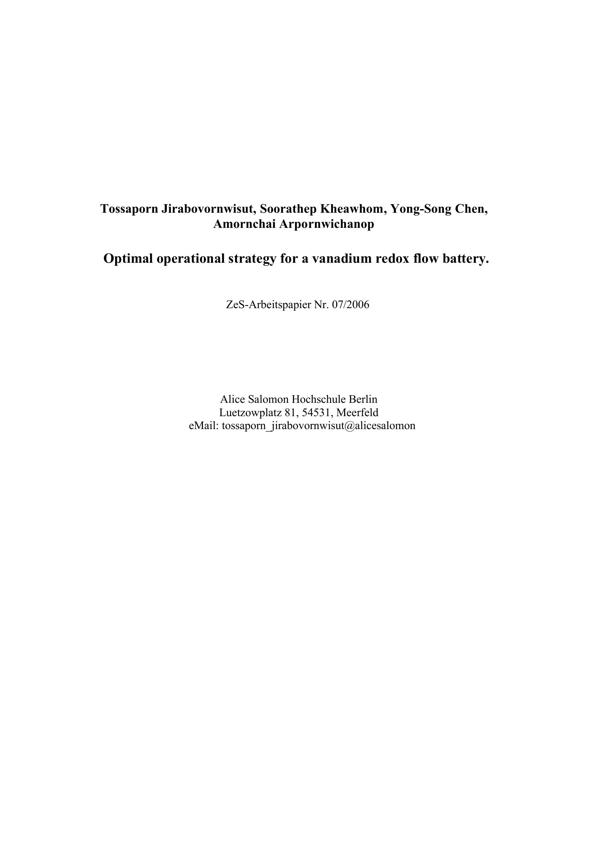 Tossaporn Jirabovornwisut, Soorathep Kheawhom, Yong-Song Chen,
Amornchai Arpornwichanop
Optimal operational strategy for a vanadium redox flow battery.
ZeS-Arbeitspapier Nr. 07/2006
Alice Salomon Hochschule Berlin
Luetzowplatz 81, 54531, Meerfeld
eMail: tossaporn_jirabovornwisut@alicesalomon